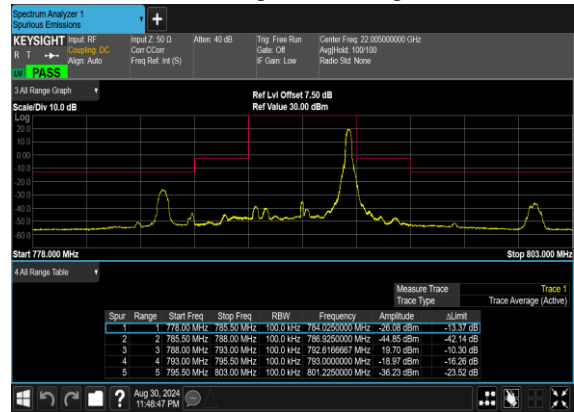 Spectrum Analyzer 1
Spurious Emissions
+
KEYSIGHT Input: RF Input Z: 50 Ω Atten: 40 dB Trig: Free Run Center Freq: 22.005000000 GHz
R T Coupling: DC Corr CCorr Gate: Off Avg|Hold: 100/100
Align: Auto Freq Ref: Int (S) IF Gain: Low Radio Std: None
PASS
3 All Range Graph
Ref Lvl Offset 7.50 dB
Scale/Div 10.0 dB Ref Value 30.00 dBm
Log
20.0
10.0
0.00
-10.0
-20.0
-30.0
-40.0
-50.0
-60.0
Start 778.000 MHz Stop 803.000 MHz
4 All Range Table
Measure Trace Trace 1
Trace Type Trace Average (Active)
Spur Range Start Freq Stop Freq RBW Frequency Amplitude ΔLimit
1 1 778.00 MHz 785.50 MHz 100.0 kHz 784.0250000 MHz -26.08 dBm -13.37 dB
2 2 785.50 MHz 788.00 MHz 100.0 kHz 786.9250000 MHz -44.85 dBm -42.14 dB
3 3 788.00 MHz 793.00 MHz 100.0 kHz 792.6166667 MHz 19.70 dBm -10.30 dB
4 4 793.00 MHz 795.50 MHz 100.0 kHz 793.0000000 MHz -18.97 dBm -16.26 dB
5 5 795.50 MHz 803.00 MHz 100.0 kHz 801.2250000 MHz -36.23 dBm -23.52 dB
? Aug 30, 2024
11:48:47 PM